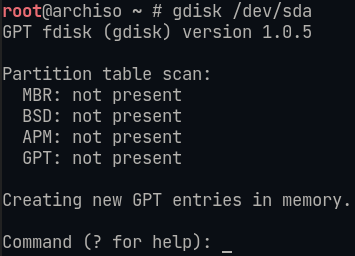 root@archiso ~ # gdisk /dev/sda
GPT fdisk (gdisk) version 1.0.5

Partition table scan:
  MBR: not present
  BSD: not present
  APM: not present
  GPT: not present

Creating new GPT entries in memory.

Command (? for help): _